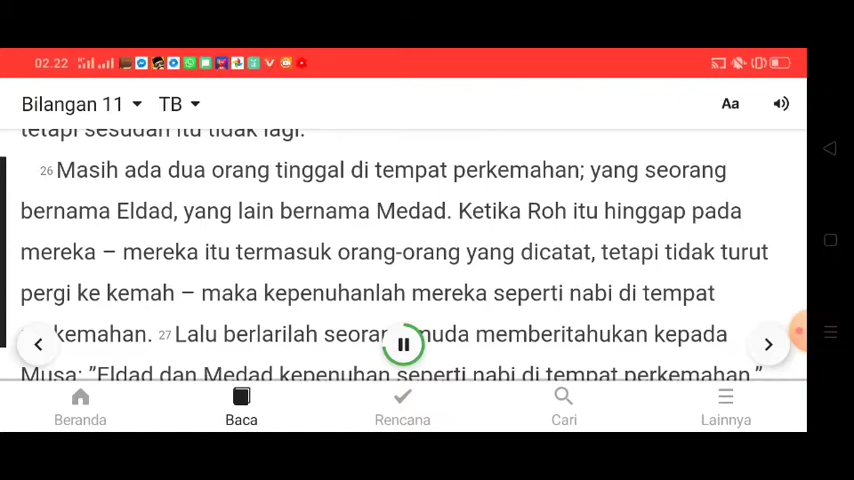 02.22
Bilangan 11 TB Aa
tetapi sesudah itu tidak lagi.
26 Masih ada dua orang tinggal di tempat perkemahan; yang seorang
bernama Eldad, yang lain bernama Medad. Ketika Roh itu hinggap pada
mereka – mereka itu termasuk orang-orang yang dicatat, tetapi tidak turut
pergi ke kemah – maka kepenuhanlah mereka seperti nabi di tempat
kemahan. 27 Lalu berlarilah seoran muda memberitahukan kepada
Musa: ”Eldad dan Medad kepenuhan seperti nabi di tempat perkemahan.”
Beranda Baca Rencana Cari Lainnya